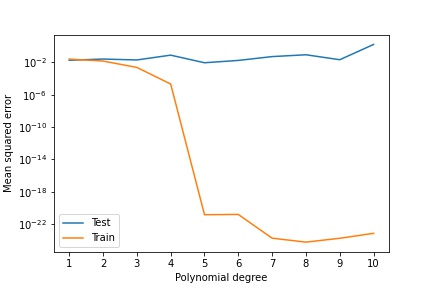 Mean squared error
10⁻²
10⁻⁶
10⁻¹⁰
10⁻¹⁴
10⁻¹⁸
10⁻²²
Test
Train
1 2 3 4 5 6 7 8 9 10
Polynomial degree